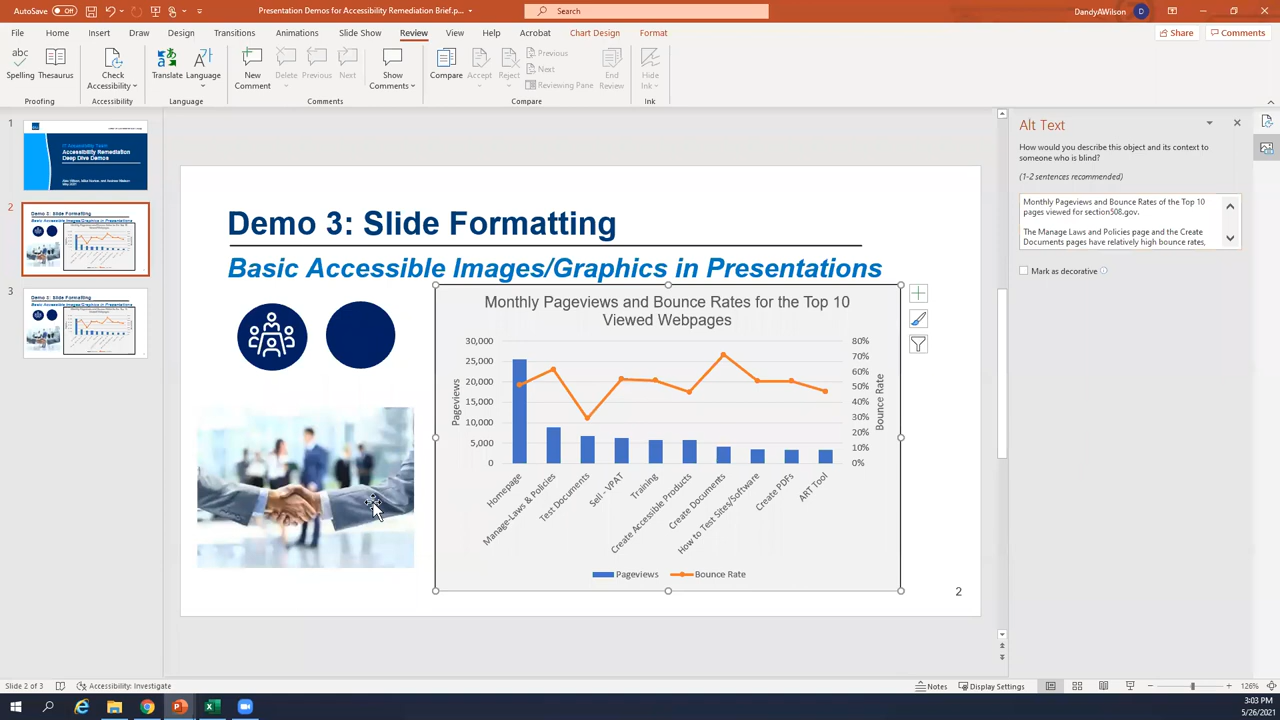 AutoSave Off Presentation Demos for Accessibility Remediation Brief.p... Search DandyAWilson D
File Home Insert Draw Design Transitions Animations Slide Show Review View Help Acrobat Chart Design Format Share Comments
abc
Spelling Thesaurus Check Accessibility Translate Language New Comment Delete Previous Next Show Comments Compare Accept Reject Previous Next Reviewing Pane End Review Hide Ink
Proofing Accessibility Language Comments Compare Ink
1
2
3
Demo 3: Slide Formatting
Basic Accessible Images/Graphics in Presentations
Monthly Pageviews and Bounce Rates for the Top 10
Viewed Webpages
30,000
25,000
20,000
15,000
10,000
5,000
0
Pageviews
80%
70%
60%
50%
40%
30%
20%
10%
0%
Bounce Rate
Homepage
Manage-Laws & Policies
Test Documents
Sell - VPAT
Training
Create Accessible Products
Create Documents
How to Test Sites/Software
Create PDFs
ART Tool
Pageviews Bounce Rate
2
Alt Text
How would you describe this object and its context to
someone who is blind?
(1-2 sentences recommended)
Monthly Pageviews and Bounce Rates of the Top 10
pages viewed for section508.gov.
The Manage Laws and Policies page and the Create
Documents pages have relatively high bounce rates,
Mark as decorative
Slide 2 of 3 Accessibility: Investigate Notes Display Settings 126%
3:03 PM
5/26/2021